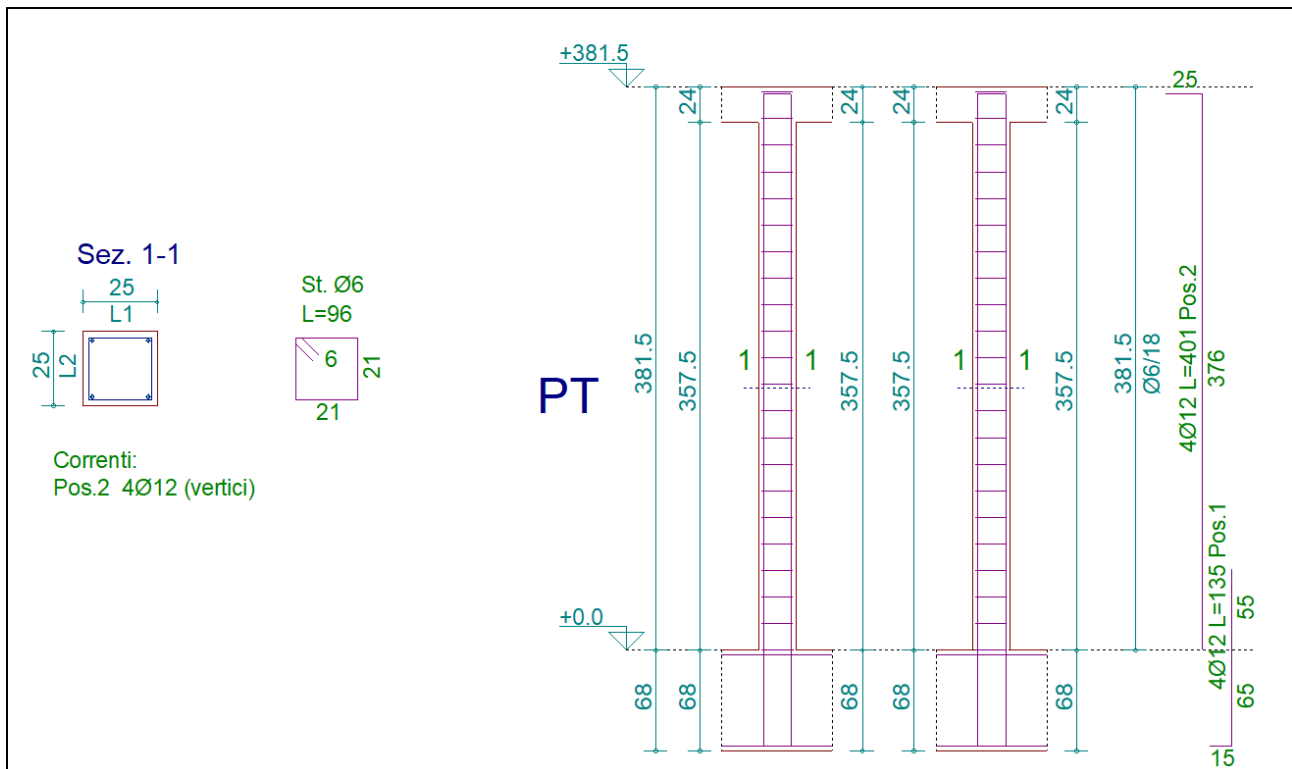 +381.5
25
24
24
24
24
Sez. 1-1
25
L1
25
L2
St. Ø6
L=96
6
21
21
Correnti:
Pos.2 4Ø12 (vertici)
PT
381.5
357.5
1
1
357.5
357.5
1
1
357.5
381.5
Ø6/18
4Ø12 L=401 Pos.2
376
+0.0
4Ø12 L=135 Pos.1
55
68
68
68
68
68
65
15